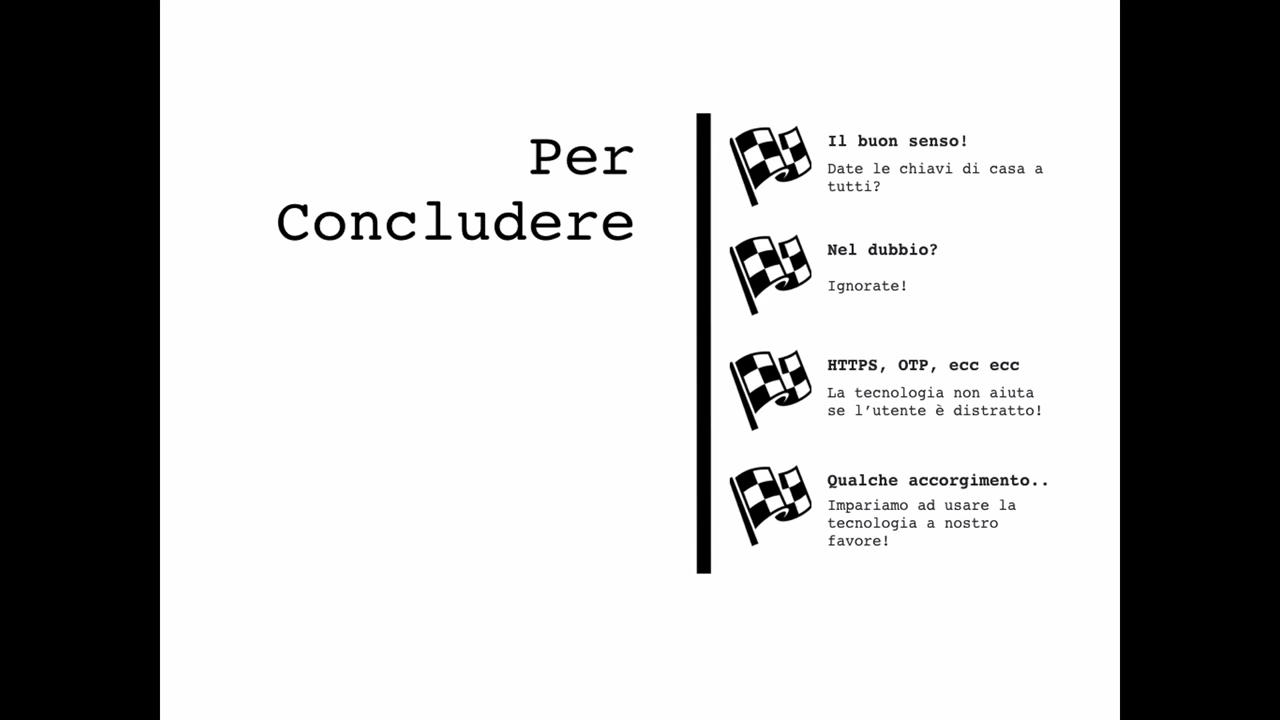 Per
Concludere
Il buon senso!
Date le chiavi di casa a
tutti?
Nel dubbio?
Ignorate!
HTTPS, OTP, ecc ecc
La tecnologia non aiuta
se l’utente è distratto!
Qualche accorgimento..
Impariamo ad usare la
tecnologia a nostro
favore!